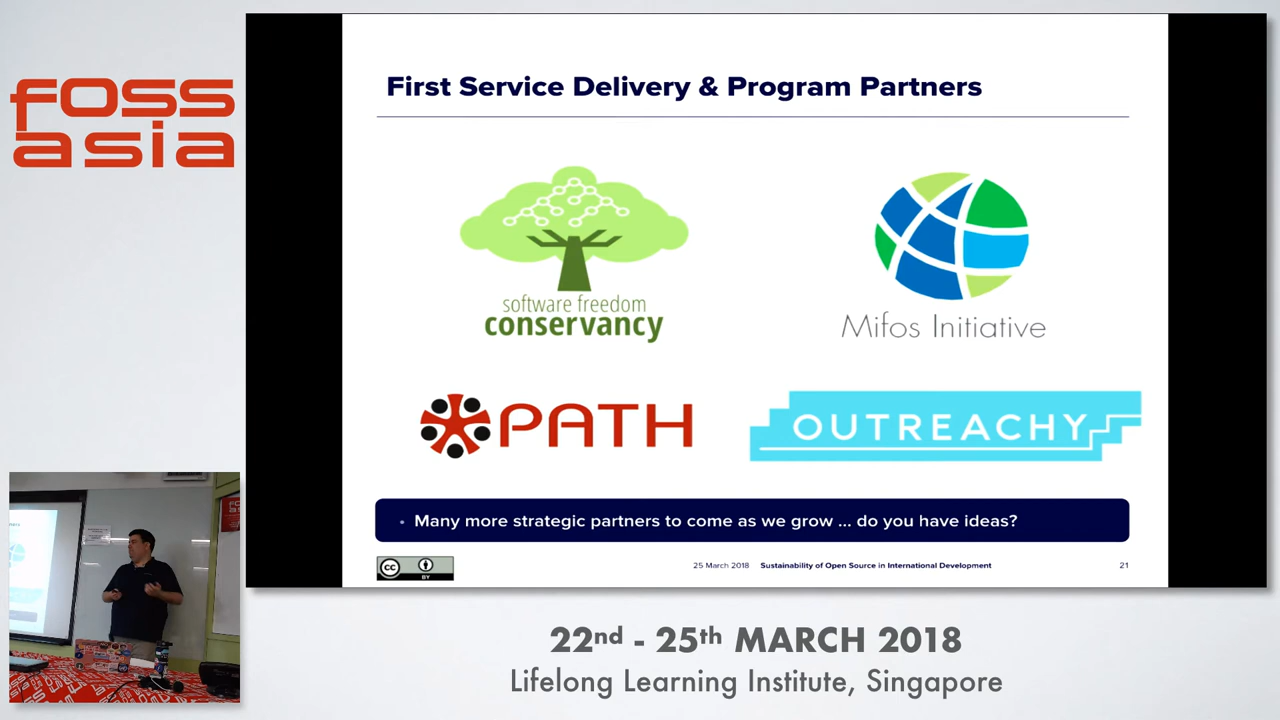 foss
asia
First Service Delivery & Program Partners
software freedom
conservancy
Mifos Initiative
PATH
OUTREACHY
• Many more strategic partners to come as we grow ... do you have ideas?
cc
BY
25 March 2018 Sustainability of Open Source in International Development 21
22nd - 25th MARCH 2018
Lifelong Learning Institute, Singapore